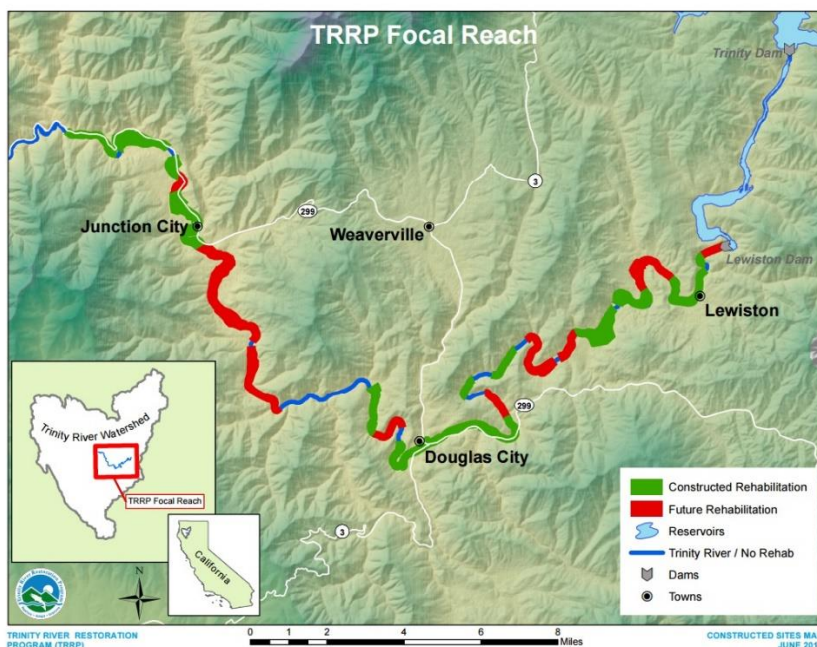 TRRP Focal Reach
Trinity Dam
3
299
Junction City
Weaverville
Lewiston Dam
Lewiston
299
Douglas City
3
Trinity River Watershed
TRRP Focal Reach
California
N
Constructed Rehabilitation
Future Rehabilitation
Reservoirs
Trinity River / No Rehab
Dams
Towns
TRINITY RIVER RESTORATION
PROGRAM (TRRP)
0 1 2 4 6 8
Miles
CONSTRUCTED SITES MA
JUNE 201